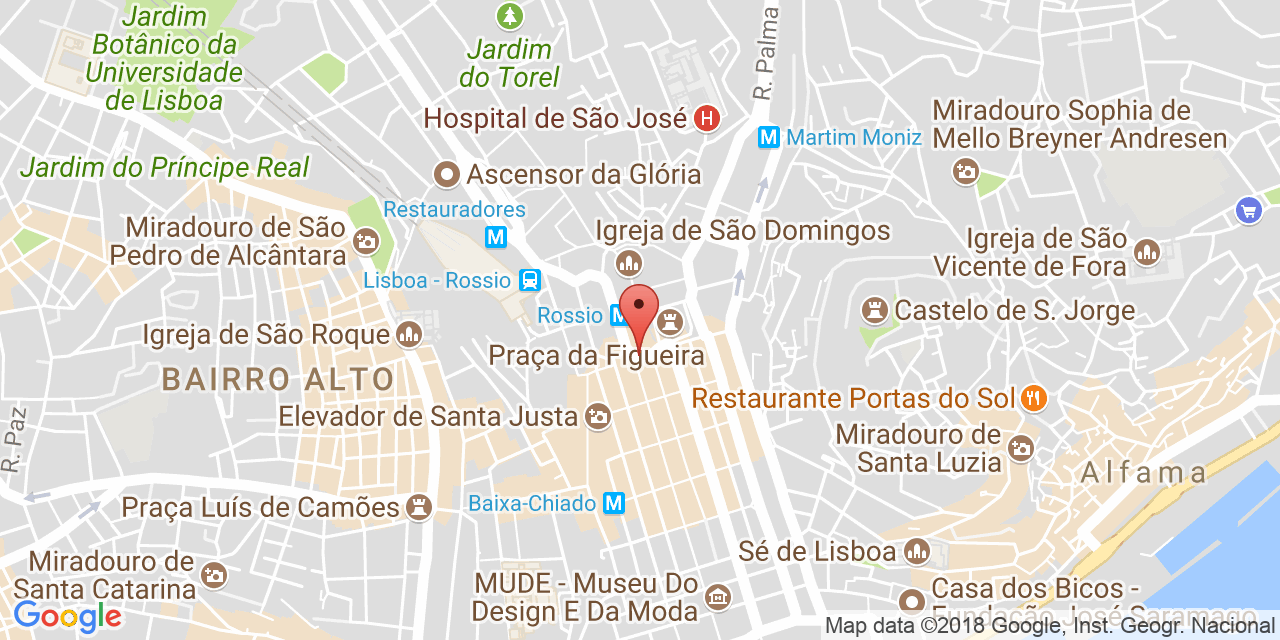 Jardim
Botânico da
Universidade
de Lisboa
Jardim
do Torel
R. Palma
Hospital de São José
H
M
Martim Moniz
Miradouro Sophia de
Mello Breyner Andresen
Jardim do Príncipe Real
Ascensor da Glória
Restauradores
M
Miradouro de São
Pedro de Alcântara
Igreja de São Domingos
Igreja de São
Vicente de Fora
Lisboa - Rossio
Rossio
M
Castelo de S. Jorge
Igreja de São Roque
Praça da Figueira
BAIRRO ALTO
Restaurante Portas do Sol
Elevador de Santa Justa
Miradouro de
Santa Luzia
Alfama
R. Paz
Baixa-Chiado
M
Praça Luís de Camões
Sé de Lisboa
Miradouro de
Santa Catarina
MUDE - Museu Do
Design E Da Moda
Casa dos Bicos -
Fundação José Saramago
Google
Map data ©2018 Google, Inst. Geogr. Nacional